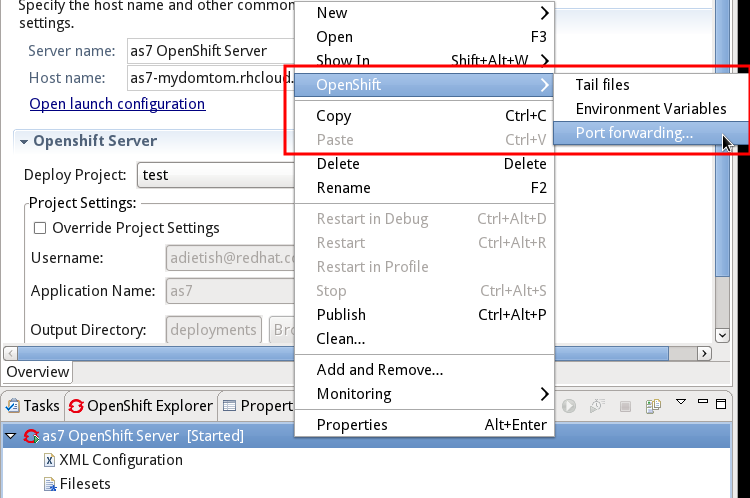 Specify the host name and other common
settings.
Server name: as7 OpenShift Server
Host name: as7-mydomtom.rhcloud.
Open launch configuration
Openshift Server
Deploy Project: test
Project Settings:
Override Project Settings
Username: adietish@redhat.co
Application Name: as7
Output Directory: deployments Bro
Overview
New
Open F3
Show In Shift+Alt+W
OpenShift
Copy Ctrl+C
Paste Ctrl+V
Delete Delete
Rename F2
Restart in Debug Ctrl+Alt+D
Restart Ctrl+Alt+R
Restart in Profile
Stop Ctrl+Alt+S
Publish Ctrl+Alt+P
Clean...
Add and Remove...
Monitoring
Properties Alt+Enter
Tail files
Environment Variables
Port forwarding...
Tasks OpenShift Explorer Propert
as7 OpenShift Server [Started]
XML Configuration
Filesets